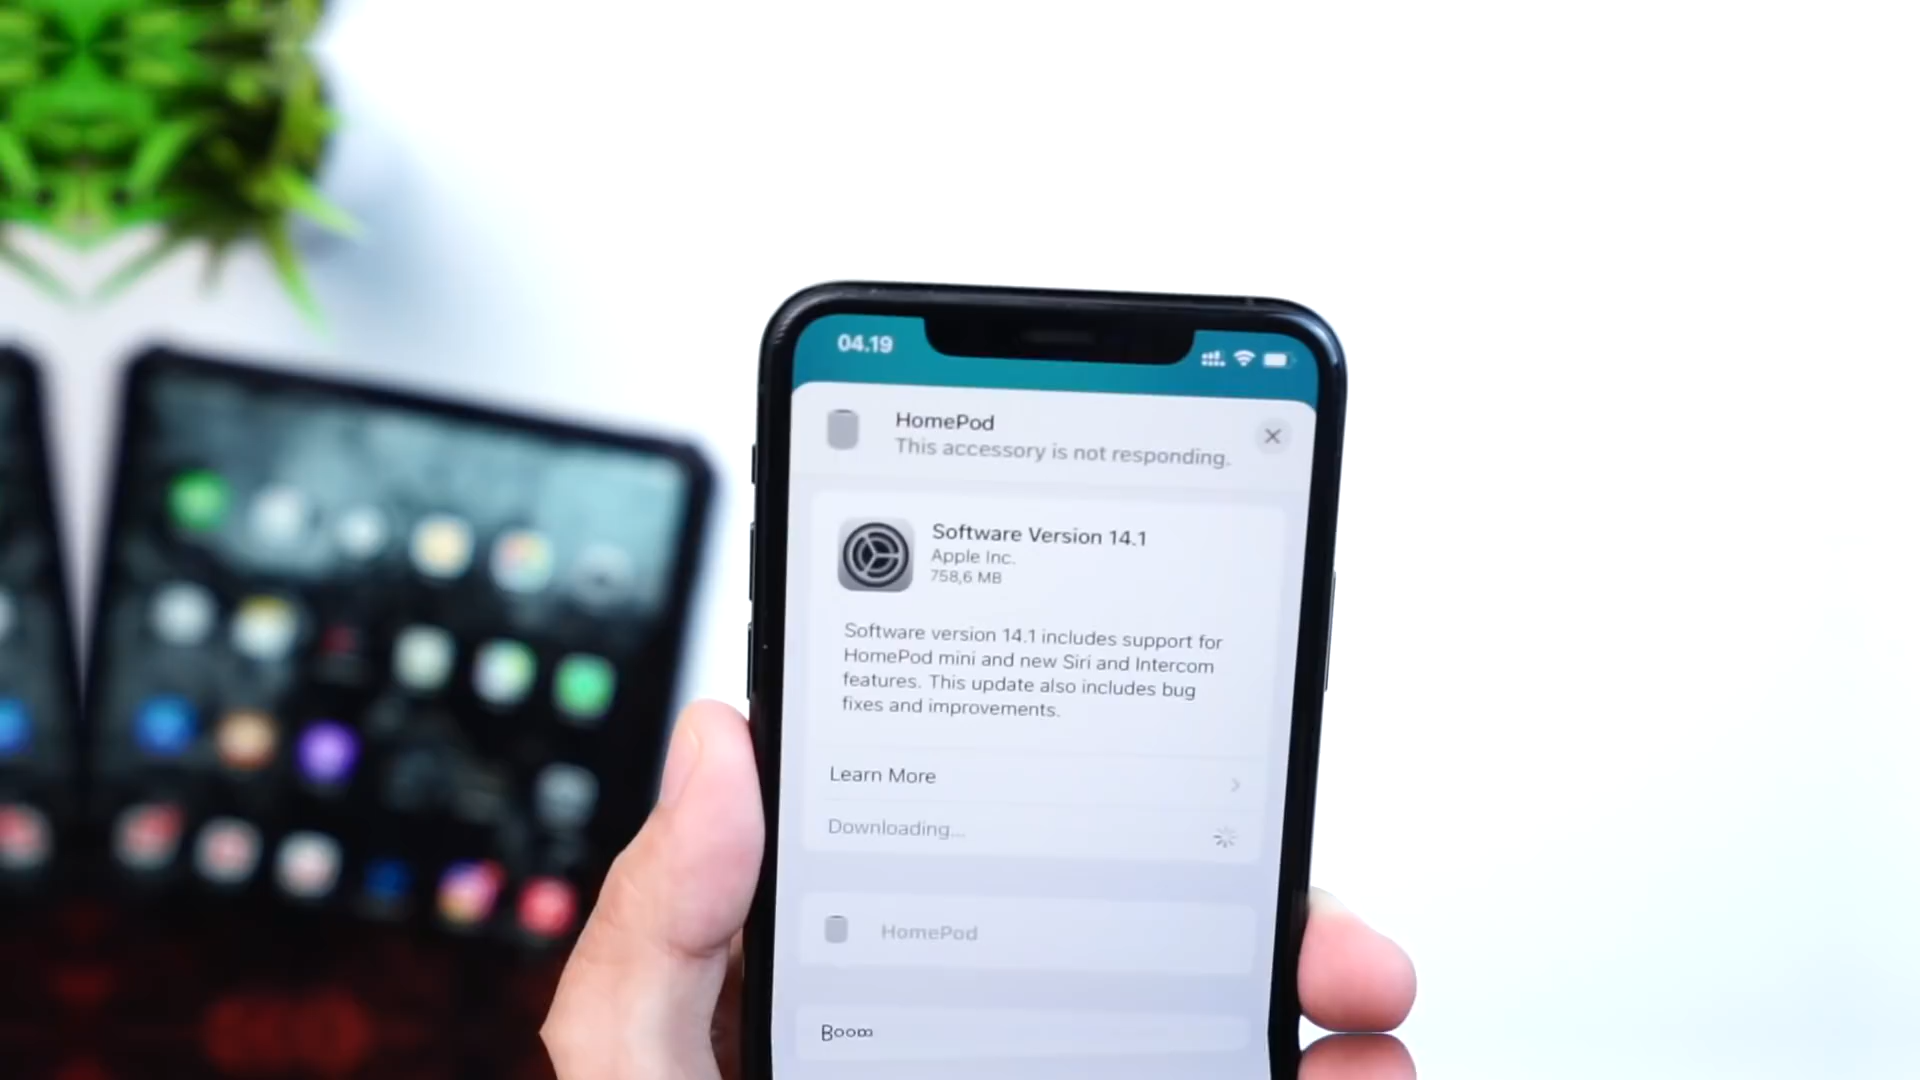 04.19
HomePod
This accessory is not responding.
Software Version 14.1
Apple Inc.
758,6 MB
Software version 14.1 includes support for
HomePod mini and new Siri and Intercom
features. This update also includes bug
fixes and improvements.
Learn More
Downloading...
HomePod